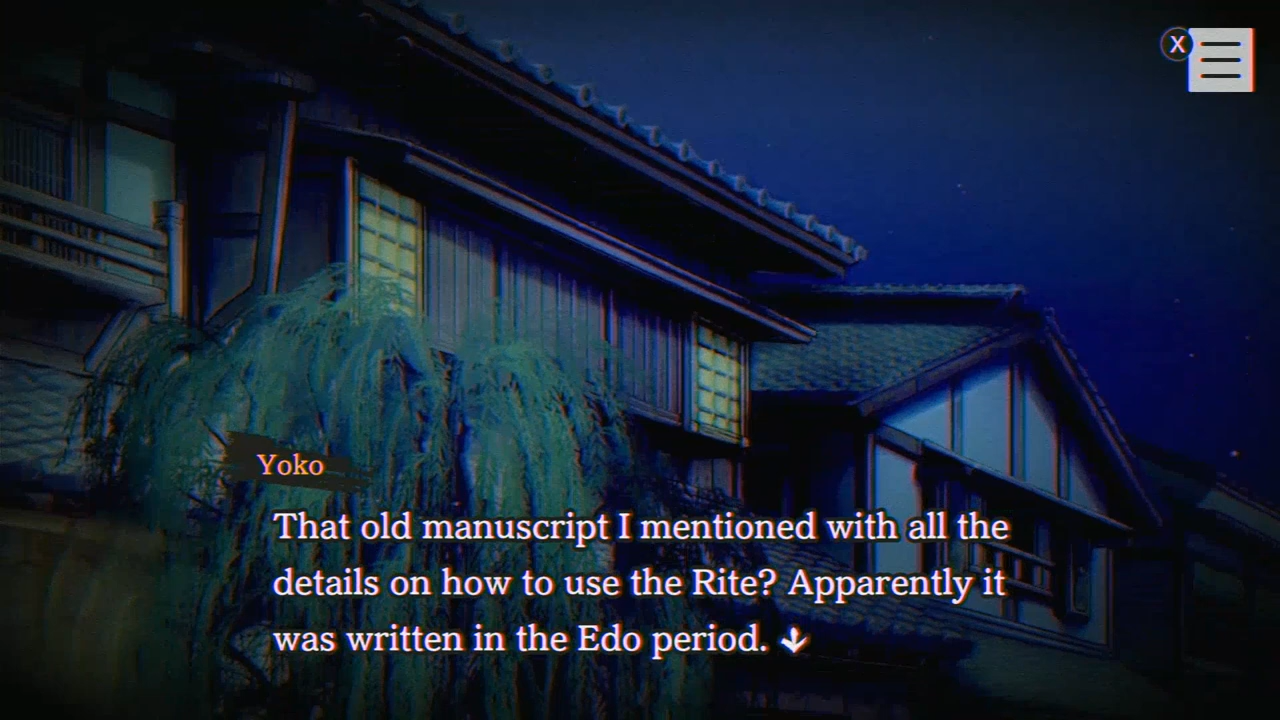 X
Yoko
That old manuscript I mentioned with all the
details on how to use the Rite? Apparently it
was written in the Edo period.